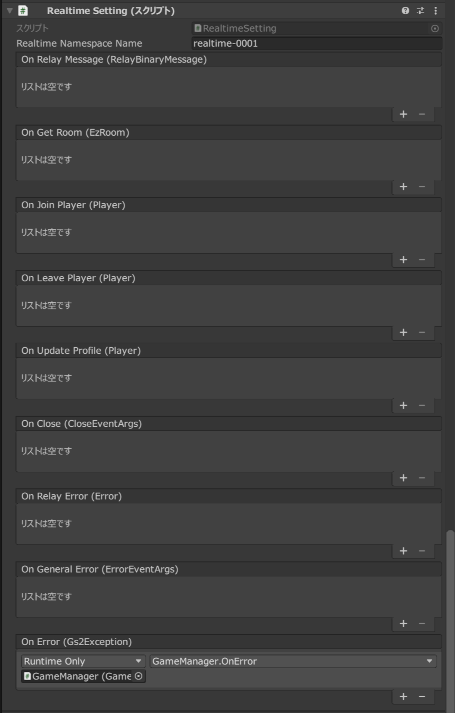 Realtime Setting (スクリプト)
スクリプト RealtimeSetting
Realtime Namespace Name realtime-0001
On Relay Message (RelayBinaryMessage)
リストは空です
+ −
On Get Room (EzRoom)
リストは空です
+ −
On Join Player (Player)
リストは空です
+ −
On Leave Player (Player)
リストは空です
+ −
On Update Profile (Player)
リストは空です
+ −
On Close (CloseEventArgs)
リストは空です
+ −
On Relay Error (Error)
リストは空です
+ −
On General Error (ErrorEventArgs)
リストは空です
+ −
On Error (Gs2Exception)
Runtime Only GameManager.OnError
GameManager (Game
+ −